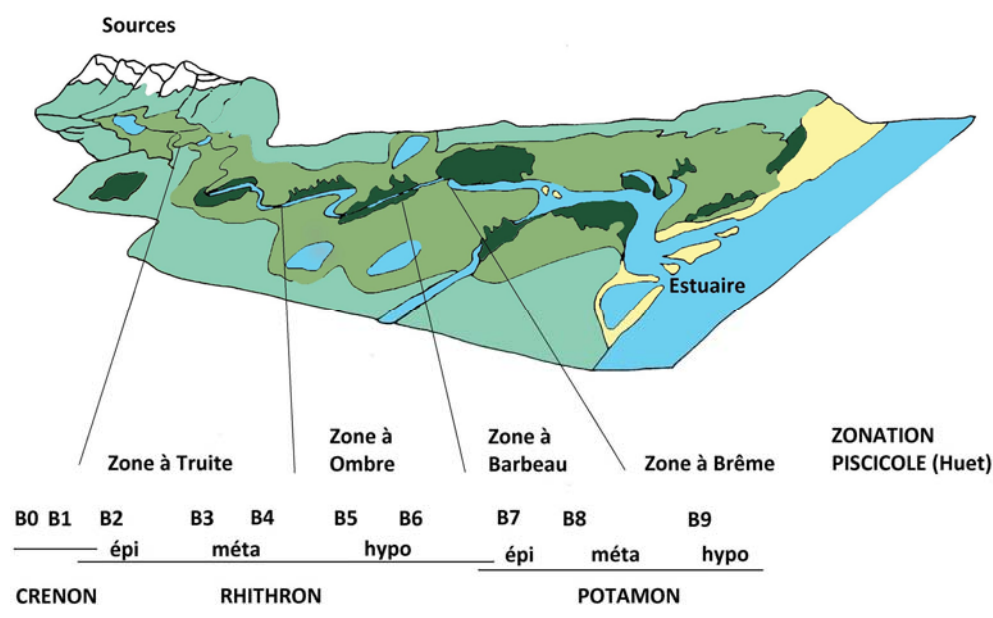 Sources
Estuaire
Zone à Truite
Zone à
Ombre
Zone à
Barbeau
Zone à Brême
ZONATION
PISCICOLE (Huet)
B0 B1 B2 B3 B4 B5 B6 B7 B8 B9
épi méta hypo épi méta hypo
CRENON RHITHRON POTAMON